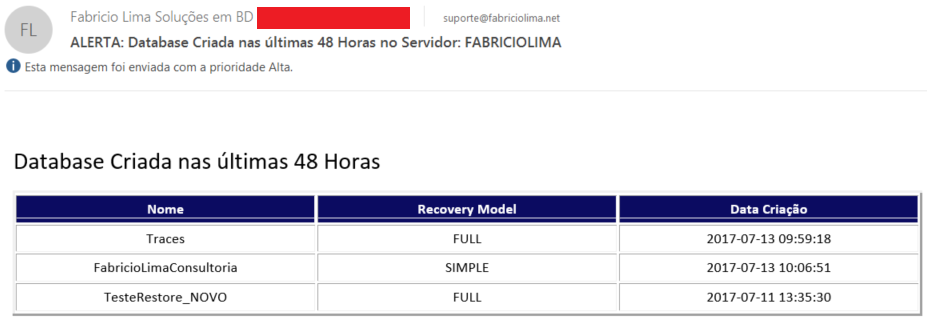 FL
Fabricio Lima Soluções em BD
suporte@fabriciolima.net
ALERTA: Database Criada nas últimas 48 Horas no Servidor: FABRICIOLIMA
i Esta mensagem foi enviada com a prioridade Alta.
Database Criada nas últimas 48 Horas
Nome Recovery Model Data Criação
Traces FULL 2017-07-13 09:59:18
FabricioLimaConsultoria SIMPLE 2017-07-13 10:06:51
TesteRestore_NOVO FULL 2017-07-11 13:35:30